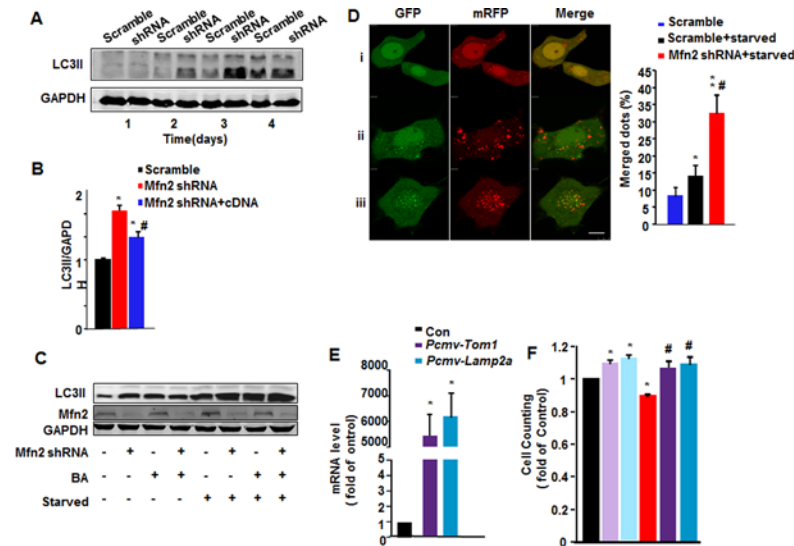 A
Scramble
shRNA
Scramble
shRNA
Scramble
shRNA
Scramble
shRNA
LC3II
GAPDH
1 2 3 4
Time(days)
B
Scramble
Mfn2 shRNA
Mfn2 shRNA+cDNA
LC3II/GAPD
H
2
1
0
*
* #
C
LC3II
Mfn2
GAPDH
Mfn2 shRNA - + - + - + - +
BA - - + + - - + +
Starved - - - - + + + +
D
GFP mRFP Merge
i
ii
iii
Scramble
Scramble+starved
Mfn2 shRNA+starved
Merged dots (%)
45
40
35
30
25
20
15
10
5
0
*
* * #
E
Con
Pcmv-Tom1
Pcmv-Lamp2a
mRNA level
( fold of ontrol)
8000
7000
6000
5000
5
4
3
2
1
0
* *
F
Cell Counting
( fold of Control)
1.2
1
0.8
0.6
0.4
0.2
0
* * * # #